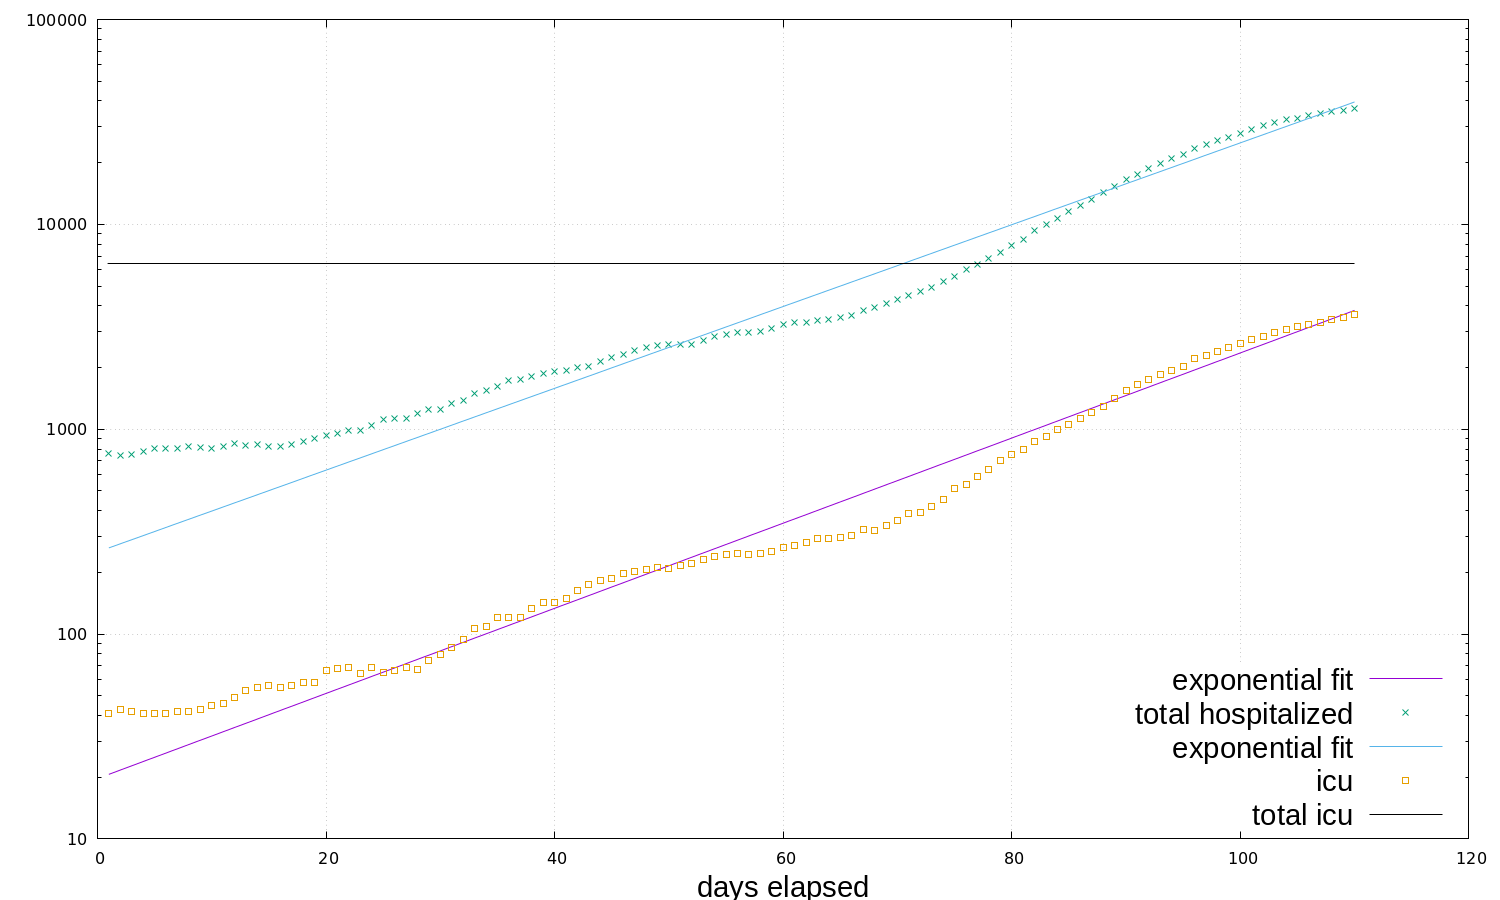 100000
10000
1000
100
10
0 20 40 60 80 100 120
days elapsed
exponential fit
total hospitalized
exponential fit
icu
total icu